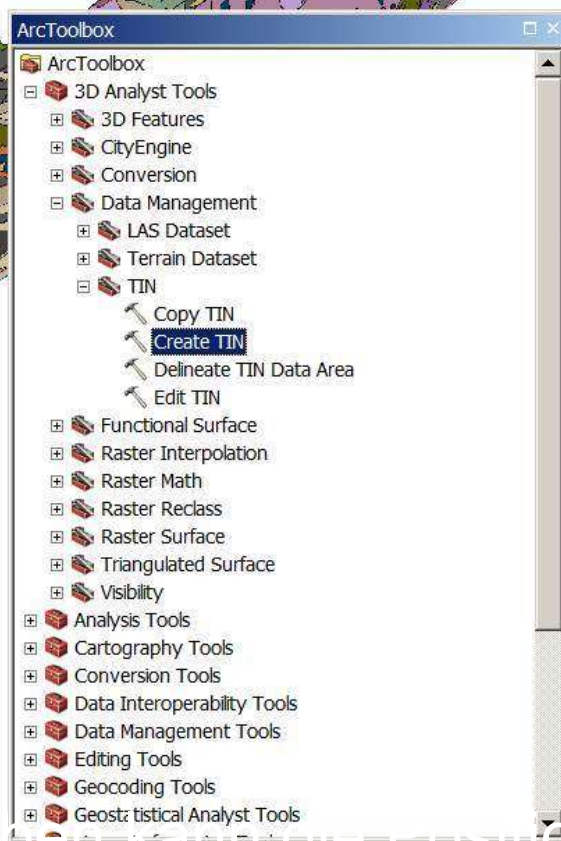 ArcToolbox
ArcToolbox
3D Analyst Tools
3D Features
CityEngine
Conversion
Data Management
LAS Dataset
Terrain Dataset
TIN
Copy TIN
Create TIN
Delineate TIN Data Area
Edit TIN
Functional Surface
Raster Interpolation
Raster Math
Raster Reclass
Raster Surface
Triangulated Surface
Visibility
Analysis Tools
Cartography Tools
Conversion Tools
Data Interoperability Tools
Data Management Tools
Editing Tools
Geocoding Tools
Geostatistical Analyst Tools